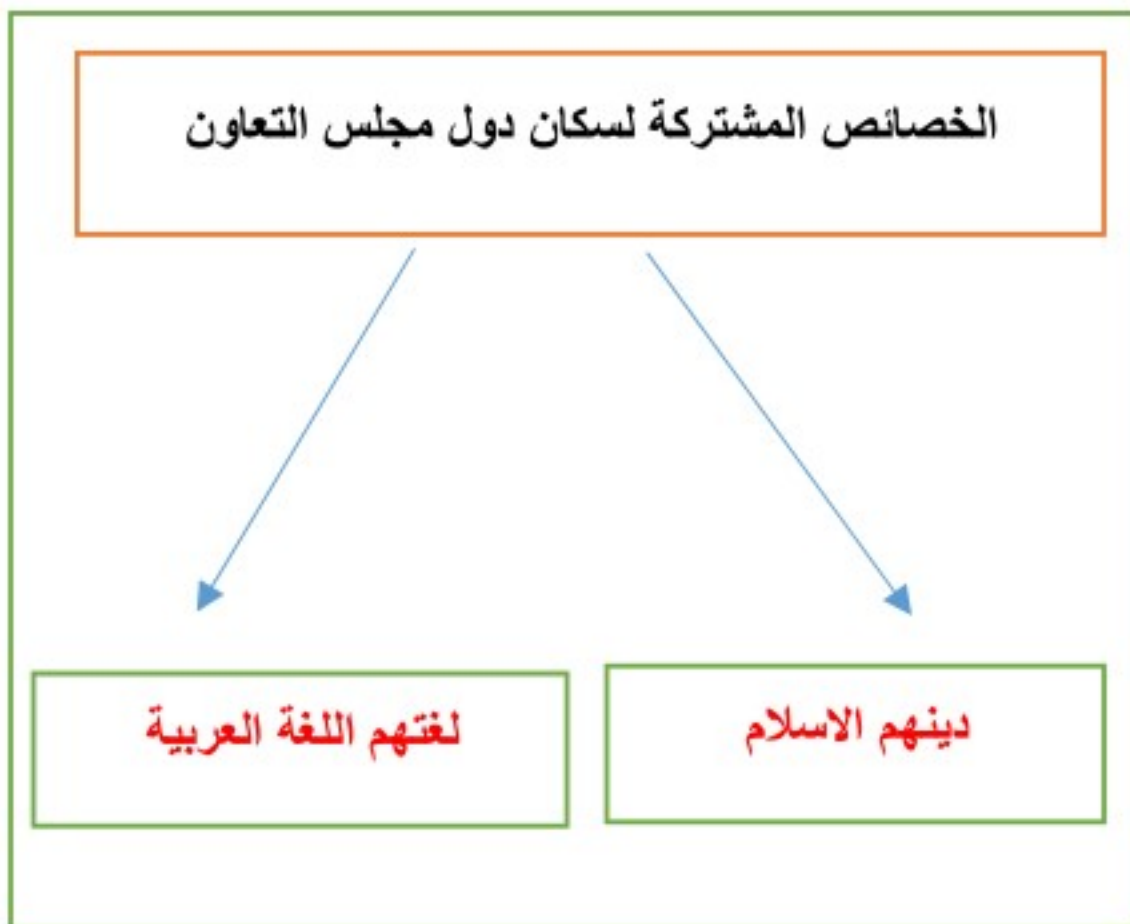 الخصائص المشتركة لسكان دول مجلس التعاون
دينهم الاسلام
لغتهم اللغة العربية